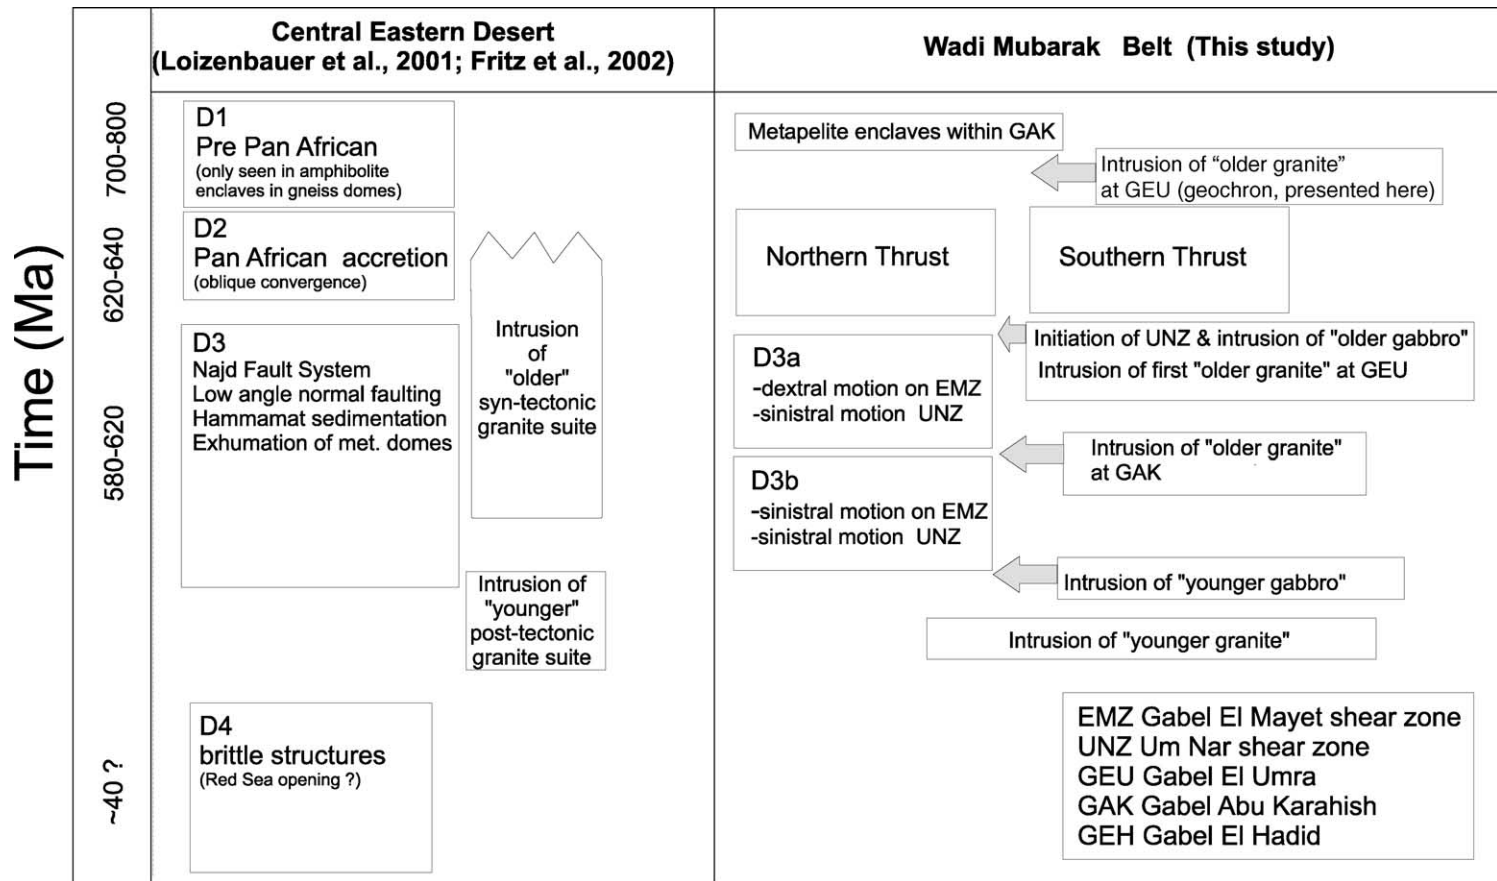 Central Eastern Desert
(Loizenbauer et al., 2001; Fritz et al., 2002)
Wadi Mubarak Belt (This study)
Time (Ma)
700-800
620-640
580-620
~40 ?
D1
Pre Pan African
(only seen in amphibolite
enclaves in gneiss domes)
D2
Pan African accretion
(oblique convergence)
D3
Najd Fault System
Low angle normal faulting
Hammamat sedimentation
Exhumation of met. domes
Intrusion
of
"older"
syn-tectonic
granite suite
Intrusion of
"younger"
post-tectonic
granite suite
D4
brittle structures
(Red Sea opening ?)
Metapelite enclaves within GAK
Intrusion of “older granite”
at GEU (geochron, presented here)
Northern Thrust
Southern Thrust
Initiation of UNZ & intrusion of "older gabbro"
Intrusion of first "older granite" at GEU
D3a
-dextral motion on EMZ
-sinistral motion UNZ
Intrusion of "older granite"
at GAK
D3b
-sinistral motion on EMZ
-sinistral motion UNZ
Intrusion of "younger gabbro"
Intrusion of "younger granite"
EMZ Gabel El Mayet shear zone
UNZ Um Nar shear zone
GEU Gabel El Umra
GAK Gabel Abu Karahish
GEH Gabel El Hadid